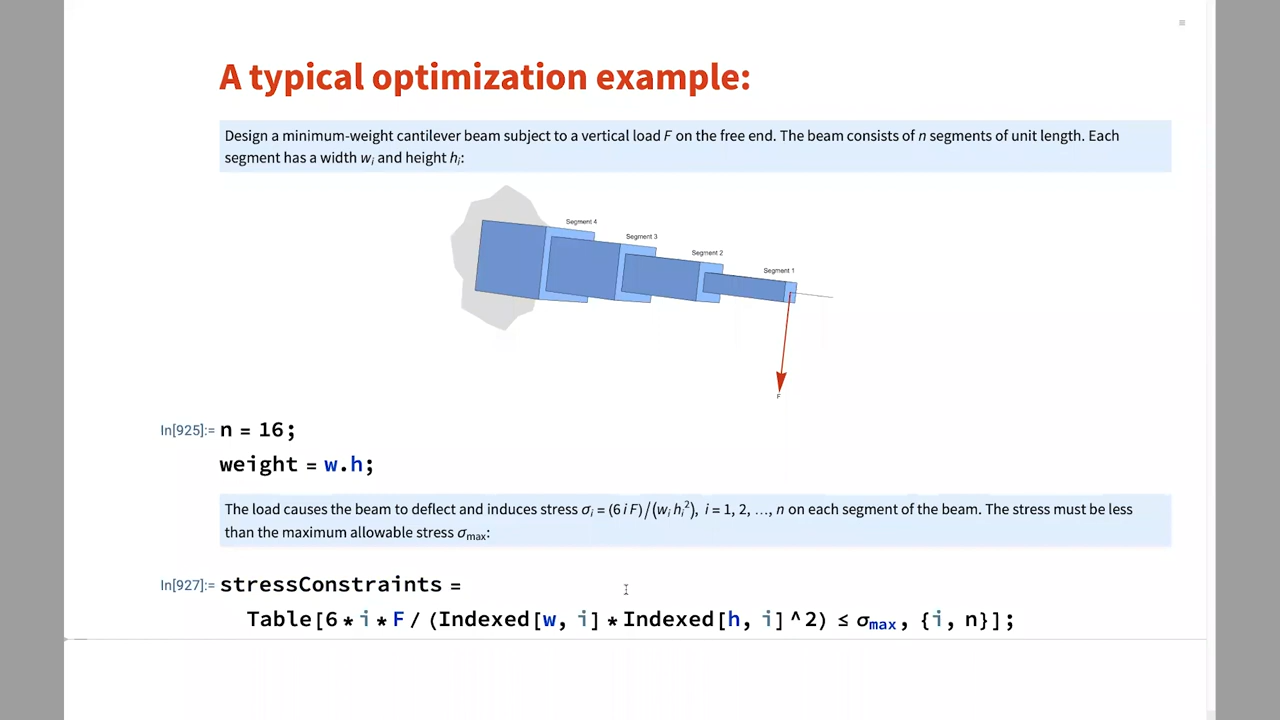 A typical optimization example:
Design a minimum-weight cantilever beam subject to a vertical load F on the free end. The beam consists of n segments of unit length. Each
segment has a width wᵢ and height hᵢ:
Segment 4
Segment 3
Segment 2
Segment 1
F
In[925]:= n = 16;
weight = w.h;
The load causes the beam to deflect and induces stress σᵢ = (6 i F)/(wᵢ hᵢ²), i = 1, 2, …, n on each segment of the beam. The stress must be less
than the maximum allowable stress σmax:
In[927]:= stressConstraints =
Table[6 * i * F / (Indexed[w, i] * Indexed[h, i] ^ 2) ≤ σmax, {i, n}];